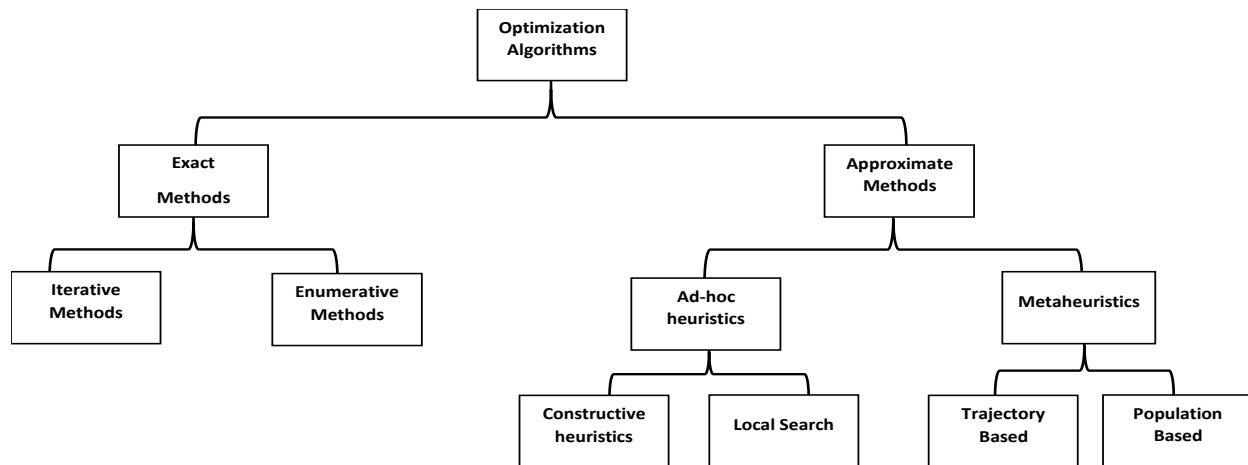 Optimization
Algorithms
Exact
Methods
Approximate
Methods
Iterative
Methods
Enumerative
Methods
Ad-hoc
heuristics
Metaheuristics
Constructive
heuristics
Local Search
Trajectory
Based
Population
Based